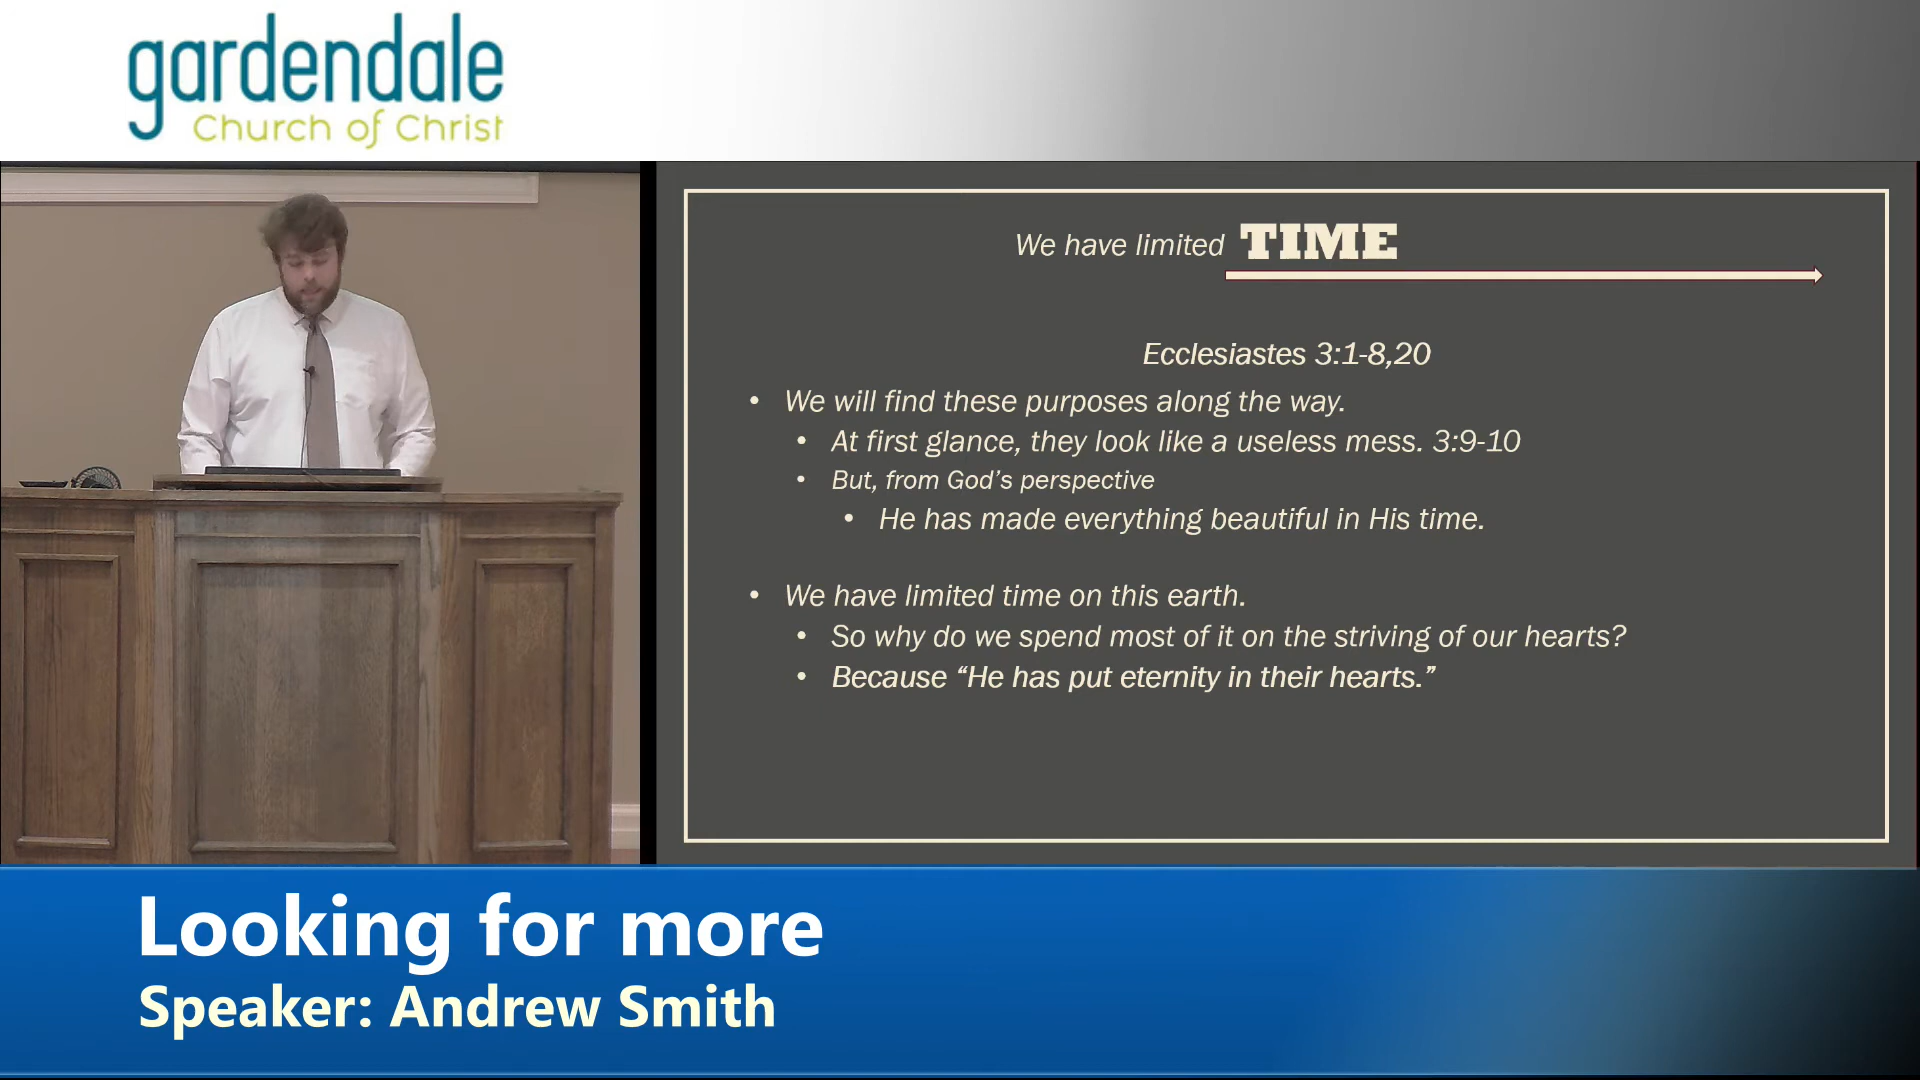 gardendale
Church of Christ
We have limited TIME
Ecclesiastes 3:1-8,20
• We will find these purposes along the way.
• At first glance, they look like a useless mess. 3:9-10
• But, from God’s perspective
• He has made everything beautiful in His time.
• We have limited time on this earth.
• So why do we spend most of it on the striving of our hearts?
• Because “He has put eternity in their hearts.”
Looking for more
Speaker: Andrew Smith